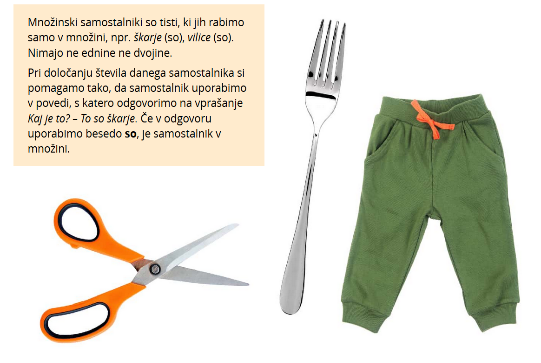 Množinski samostalniki so tisti, ki jih rabimo
samo v množini, npr. škarje (so), vilice (so).
Nimajo ne ednine ne dvojine.
Pri določanju števila danega samostalnika si
pomagamo tako, da samostalnik uporabimo
v povedi, s katero odgovorimo na vprašanje
Kaj je to? – To so škarje. Če v odgovoru
uporabimo besedo so, je samostalnik v
množini.